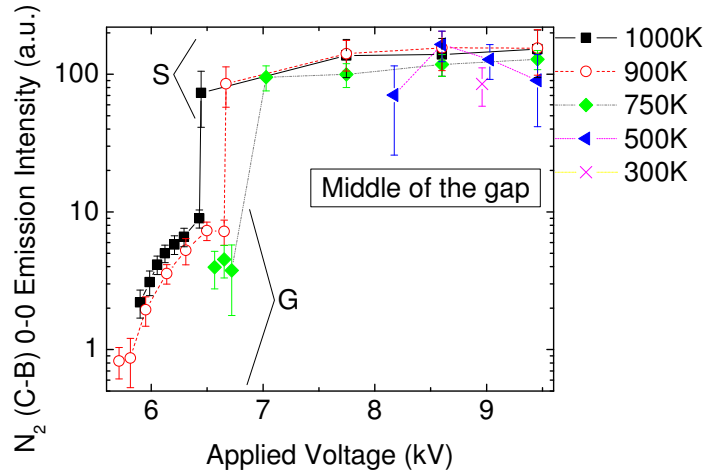 N₂ (C-B) 0-0 Emission Intensity (a.u.)
100
10
1
S
G
Middle of the gap
6 7 8 9
Applied Voltage (kV)
1000K
900K
750K
500K
300K